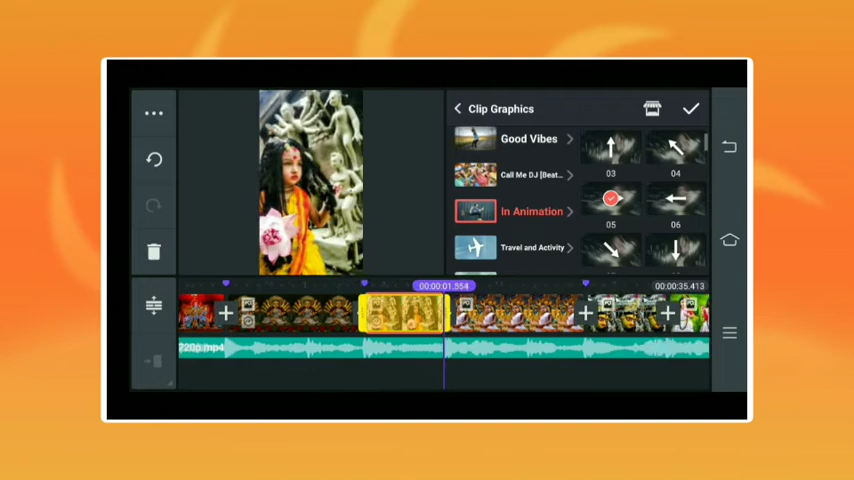 Clip Graphics
Good Vibes
03
04
Call Me DJ [Beat...
In Animation
05
06
Travel and Activity
00:00:01.554
00:00:35.413
720p.mp4